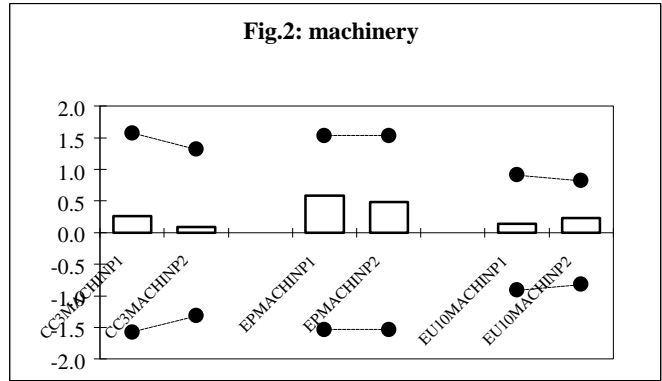 Fig.2: machinery
2.0
1.5
1.0
0.5
0.0
-0.5
-1.0
-1.5
-2.0
CC3MACHINP1
CC3MACHINP2
EPMACHINP1
EPMACHINP2
EU10MACHINP1
EU10MACHINP2